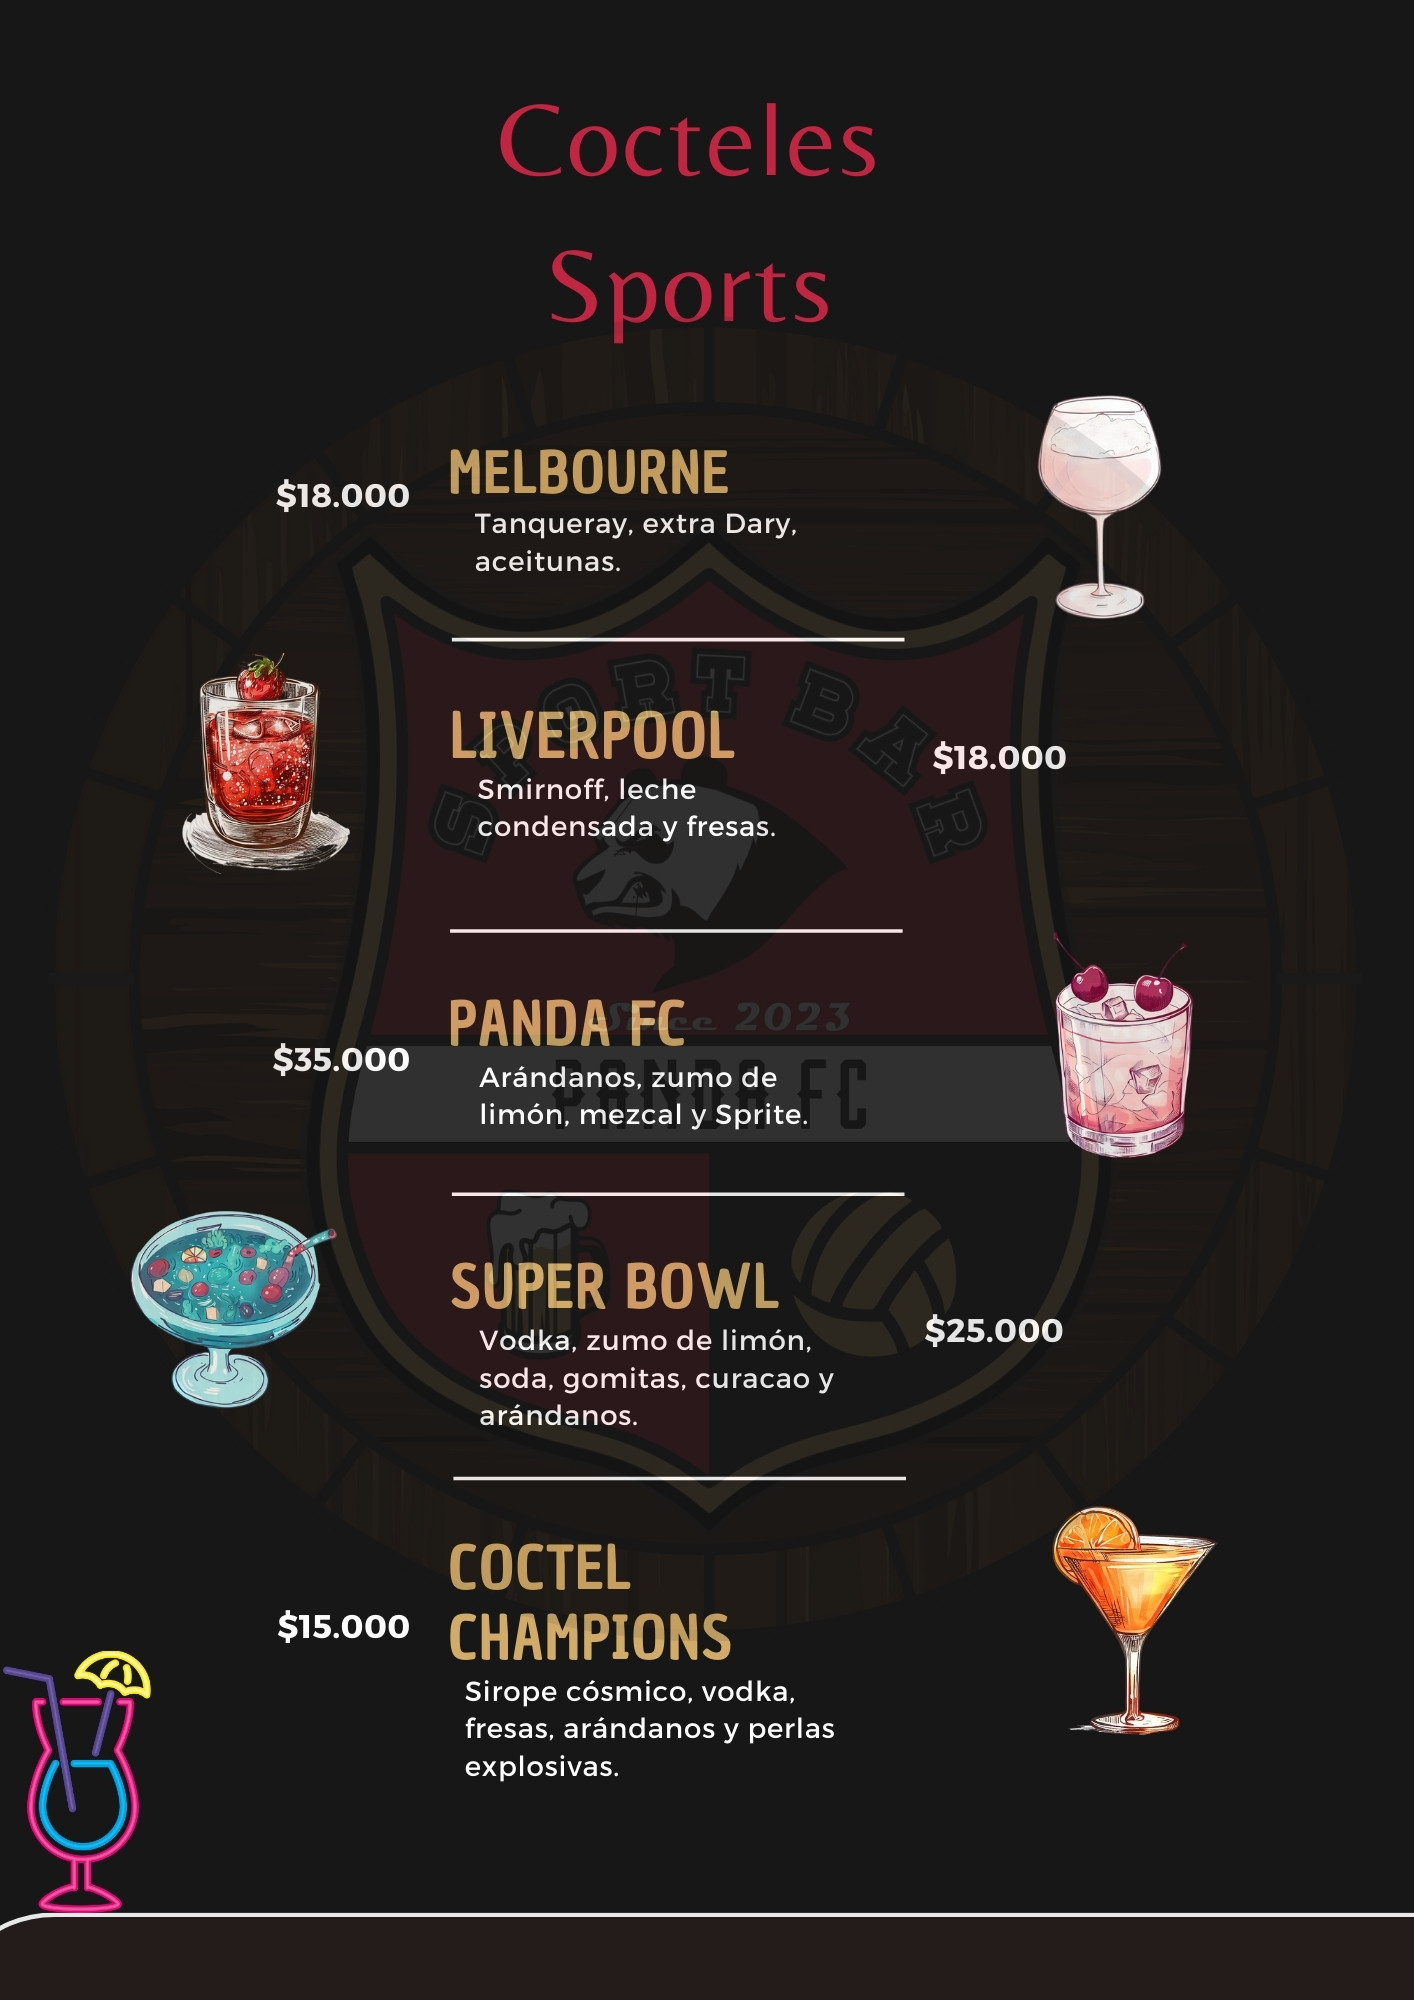 Cocteles
Sports
MELBOURNE
$18.000
Tanqueray, extra Dary,
aceitunas.
SPORT BAR
LIVERPOOL
$18.000
Smirnoff, leche
condensada y fresas.
Since 2023
PANDA FC
$35.000
PANDA FC
Arándanos, zumo de
limón, mezcal y Sprite.
SUPER BOWL
$25.000
Vodka, zumo de limón,
soda, gomitas, curacao y
arándanos.
COCTEL
CHAMPIONS
$15.000
Sirope cósmico, vodka,
fresas, arándanos y perlas
explosivas.